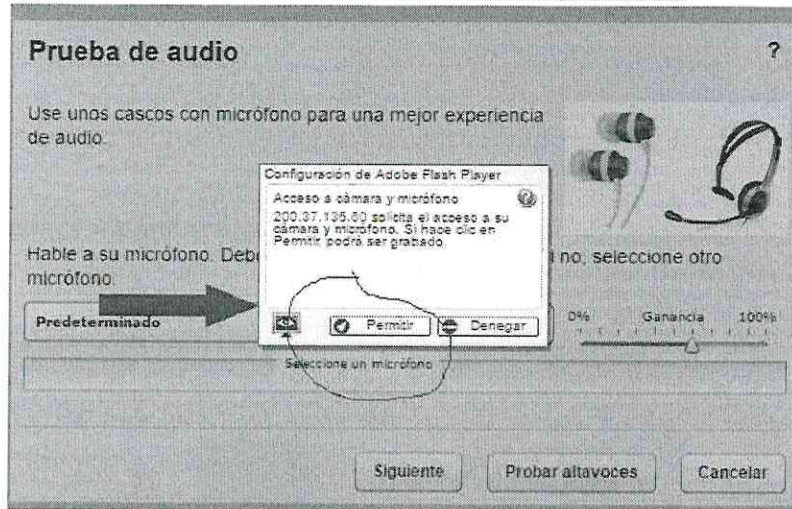 Prueba de audio
?
Use unos cascos con micrófono para una mejor experiencia
de audio.
Configuración de Adobe Flash Player
Acceso a cámara y micrófono
200.37.135.60 solicita el acceso a su
cámara y micrófono. Si hace clic en
Permitir podrá ser grabado.
Hable a su micrófono.
no, seleccione otro
micrófono.
Predeterminado
Permitir
Denegar
0% Ganancia 100%
Seleccione un micrófono
Siguiente
Probar altavoces
Cancelar